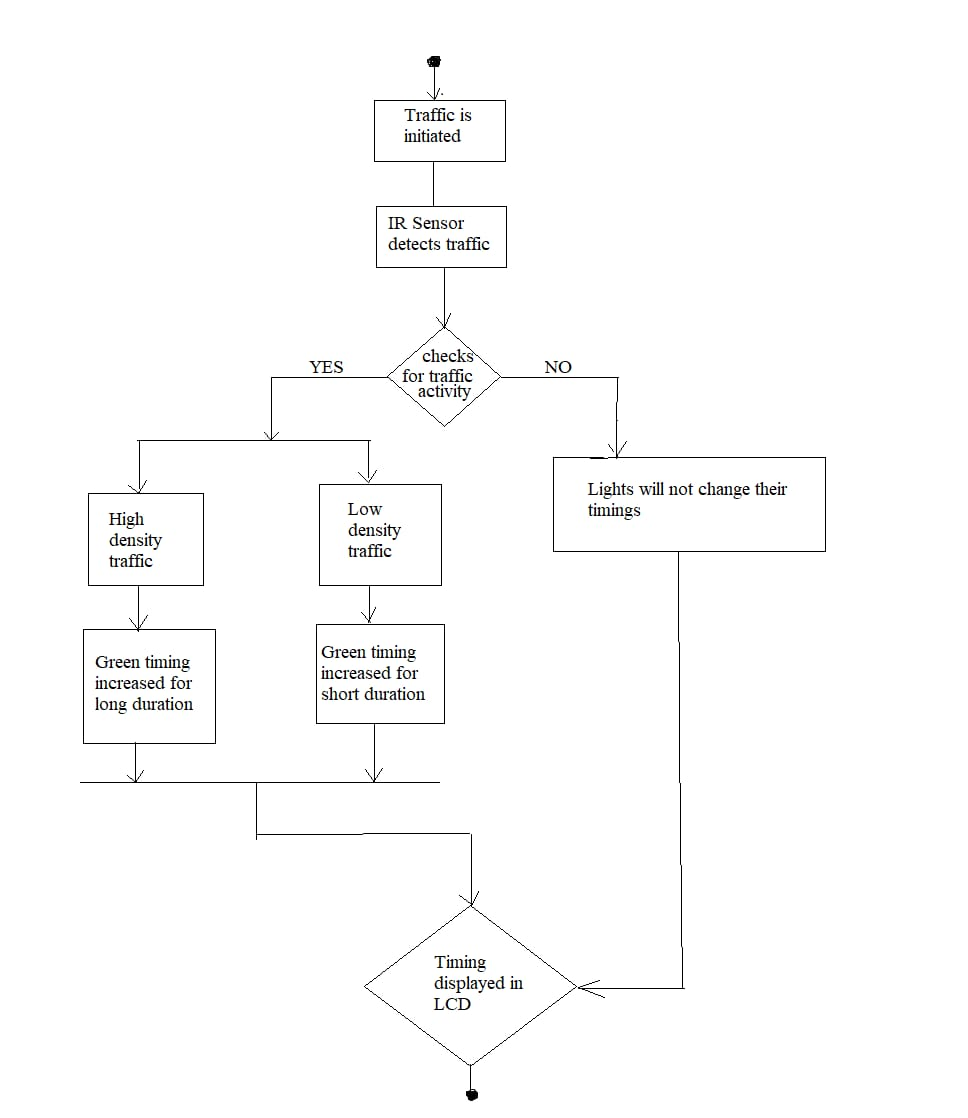 Traffic is
initiated
IR Sensor
detects traffic
checks
for traffic
activity
YES
NO
High
density
traffic
Low
density
traffic
Lights will not change their
timings
Green timing
increased for
long duration
Green timing
increased for
short duration
Timing
displayed in
LCD